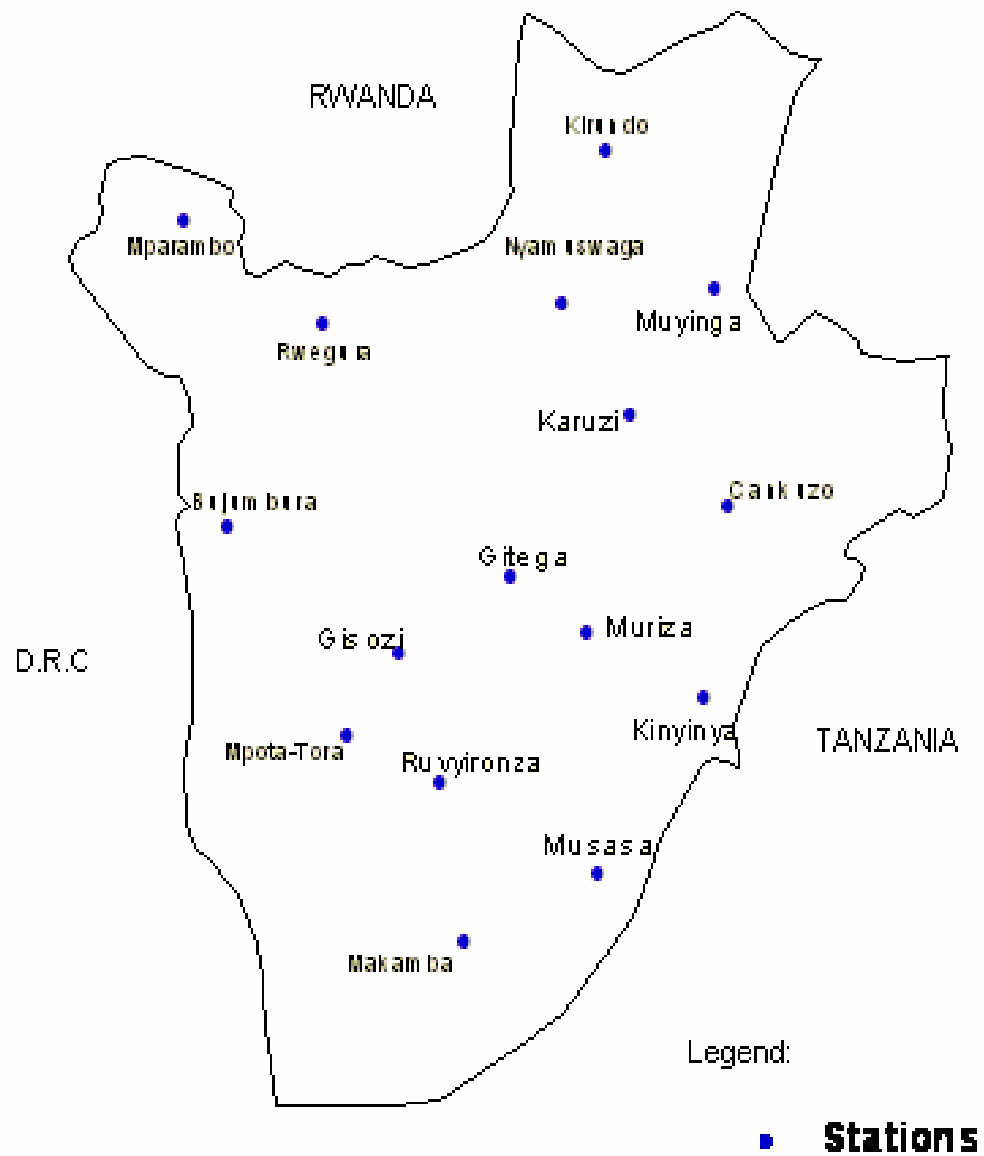 RWANDA
Kirundo
Mparambo
Nyamuswaga
Muyinga
Rwegura
Karuzi
Cankuzo
Bujumbura
Gitega
Muriza
Gisozi
D.R.C
Kinyinya
TANZANIA
Mpota-Tora
Ruvyironza
Musasa
Makamba
Legend:
Stations